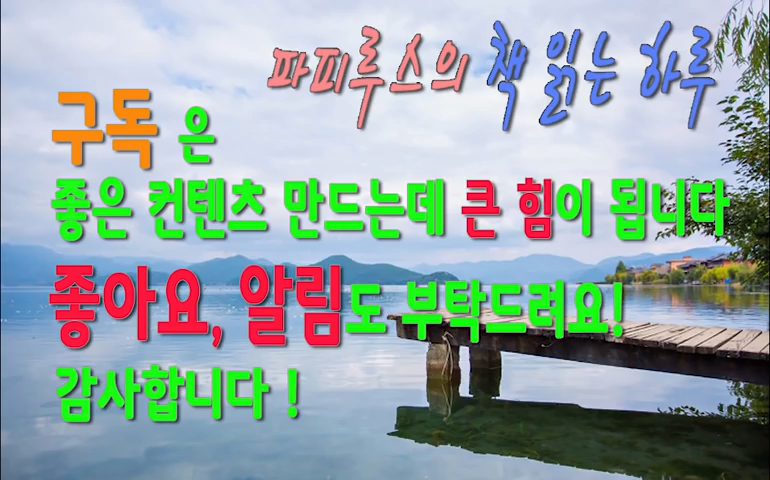 파피루스의 책 읽는 하루
구독 은
좋은 컨텐츠 만드는데 큰 힘이 됩니다
좋아요, 알림도 부탁드려요!
감사합니다 !